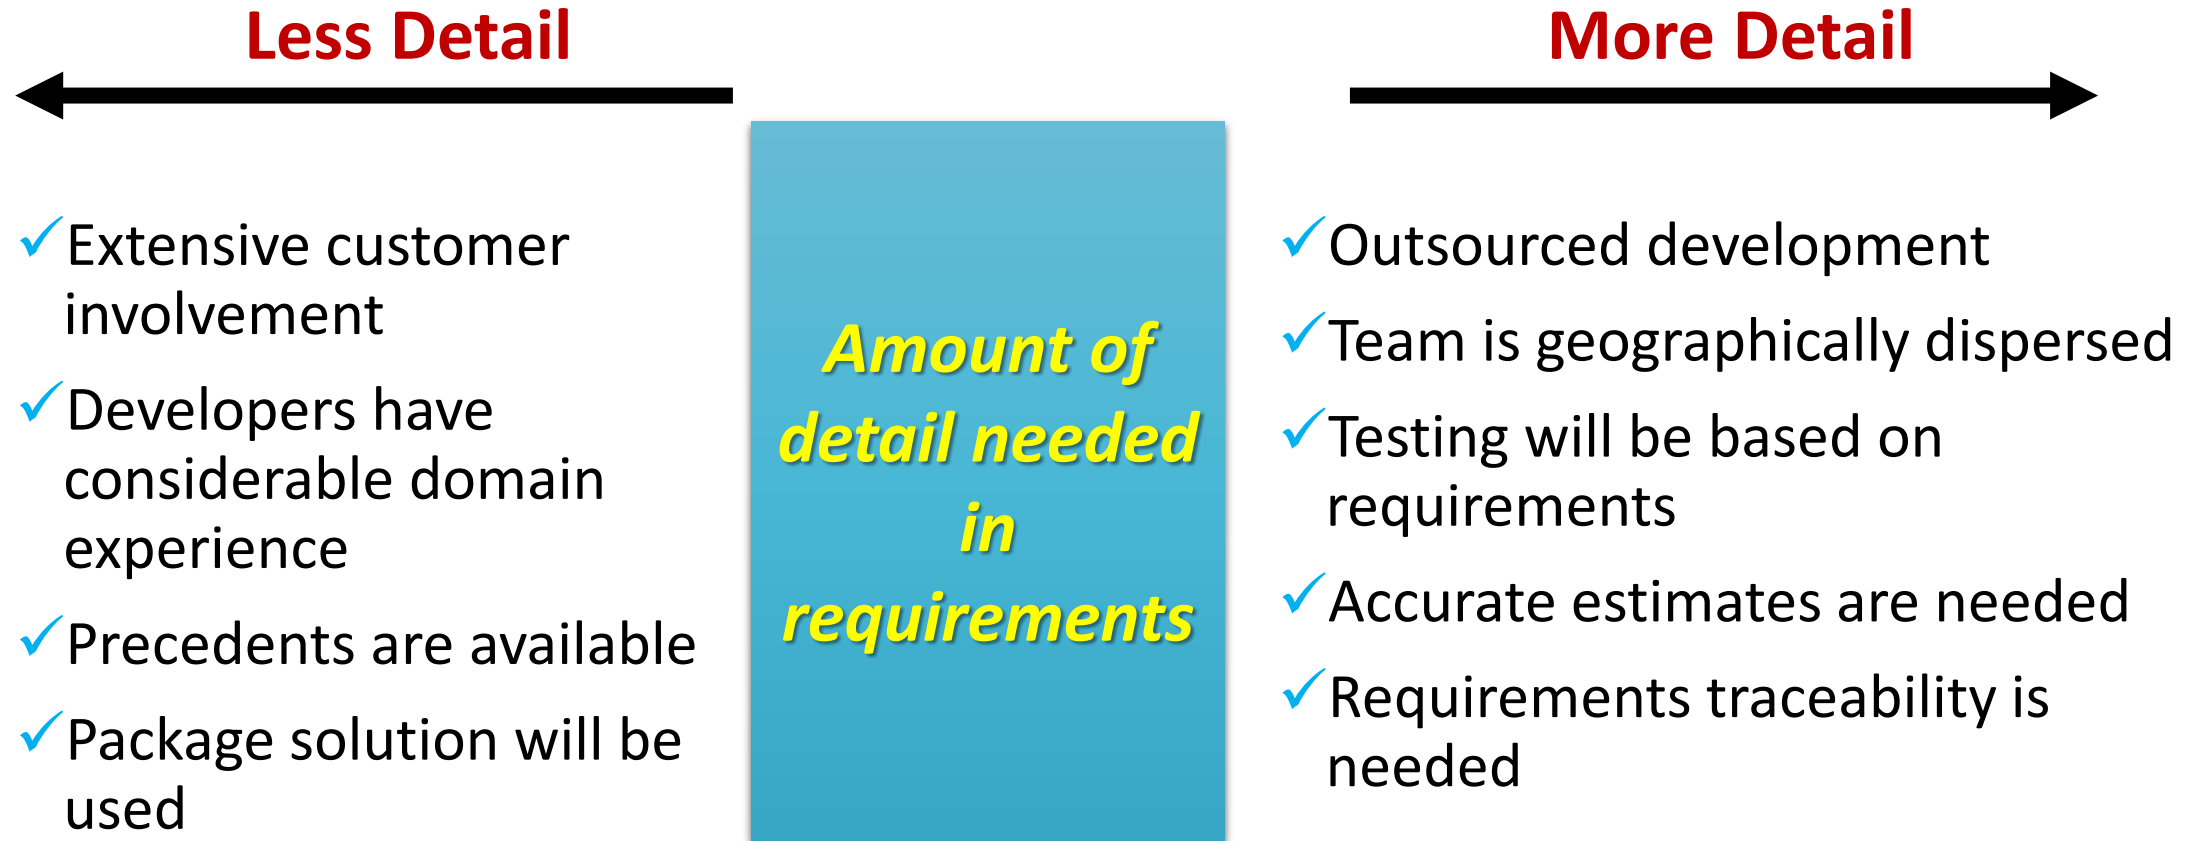 Less Detail
More Detail
Extensive customer
involvement
Developers have
considerable domain
experience
Precedents are available
Package solution will be
used
Amount of
detail needed
in
requirements
Outsourced development
Team is geographically dispersed
Testing will be based on
requirements
Accurate estimates are needed
Requirements traceability is
needed